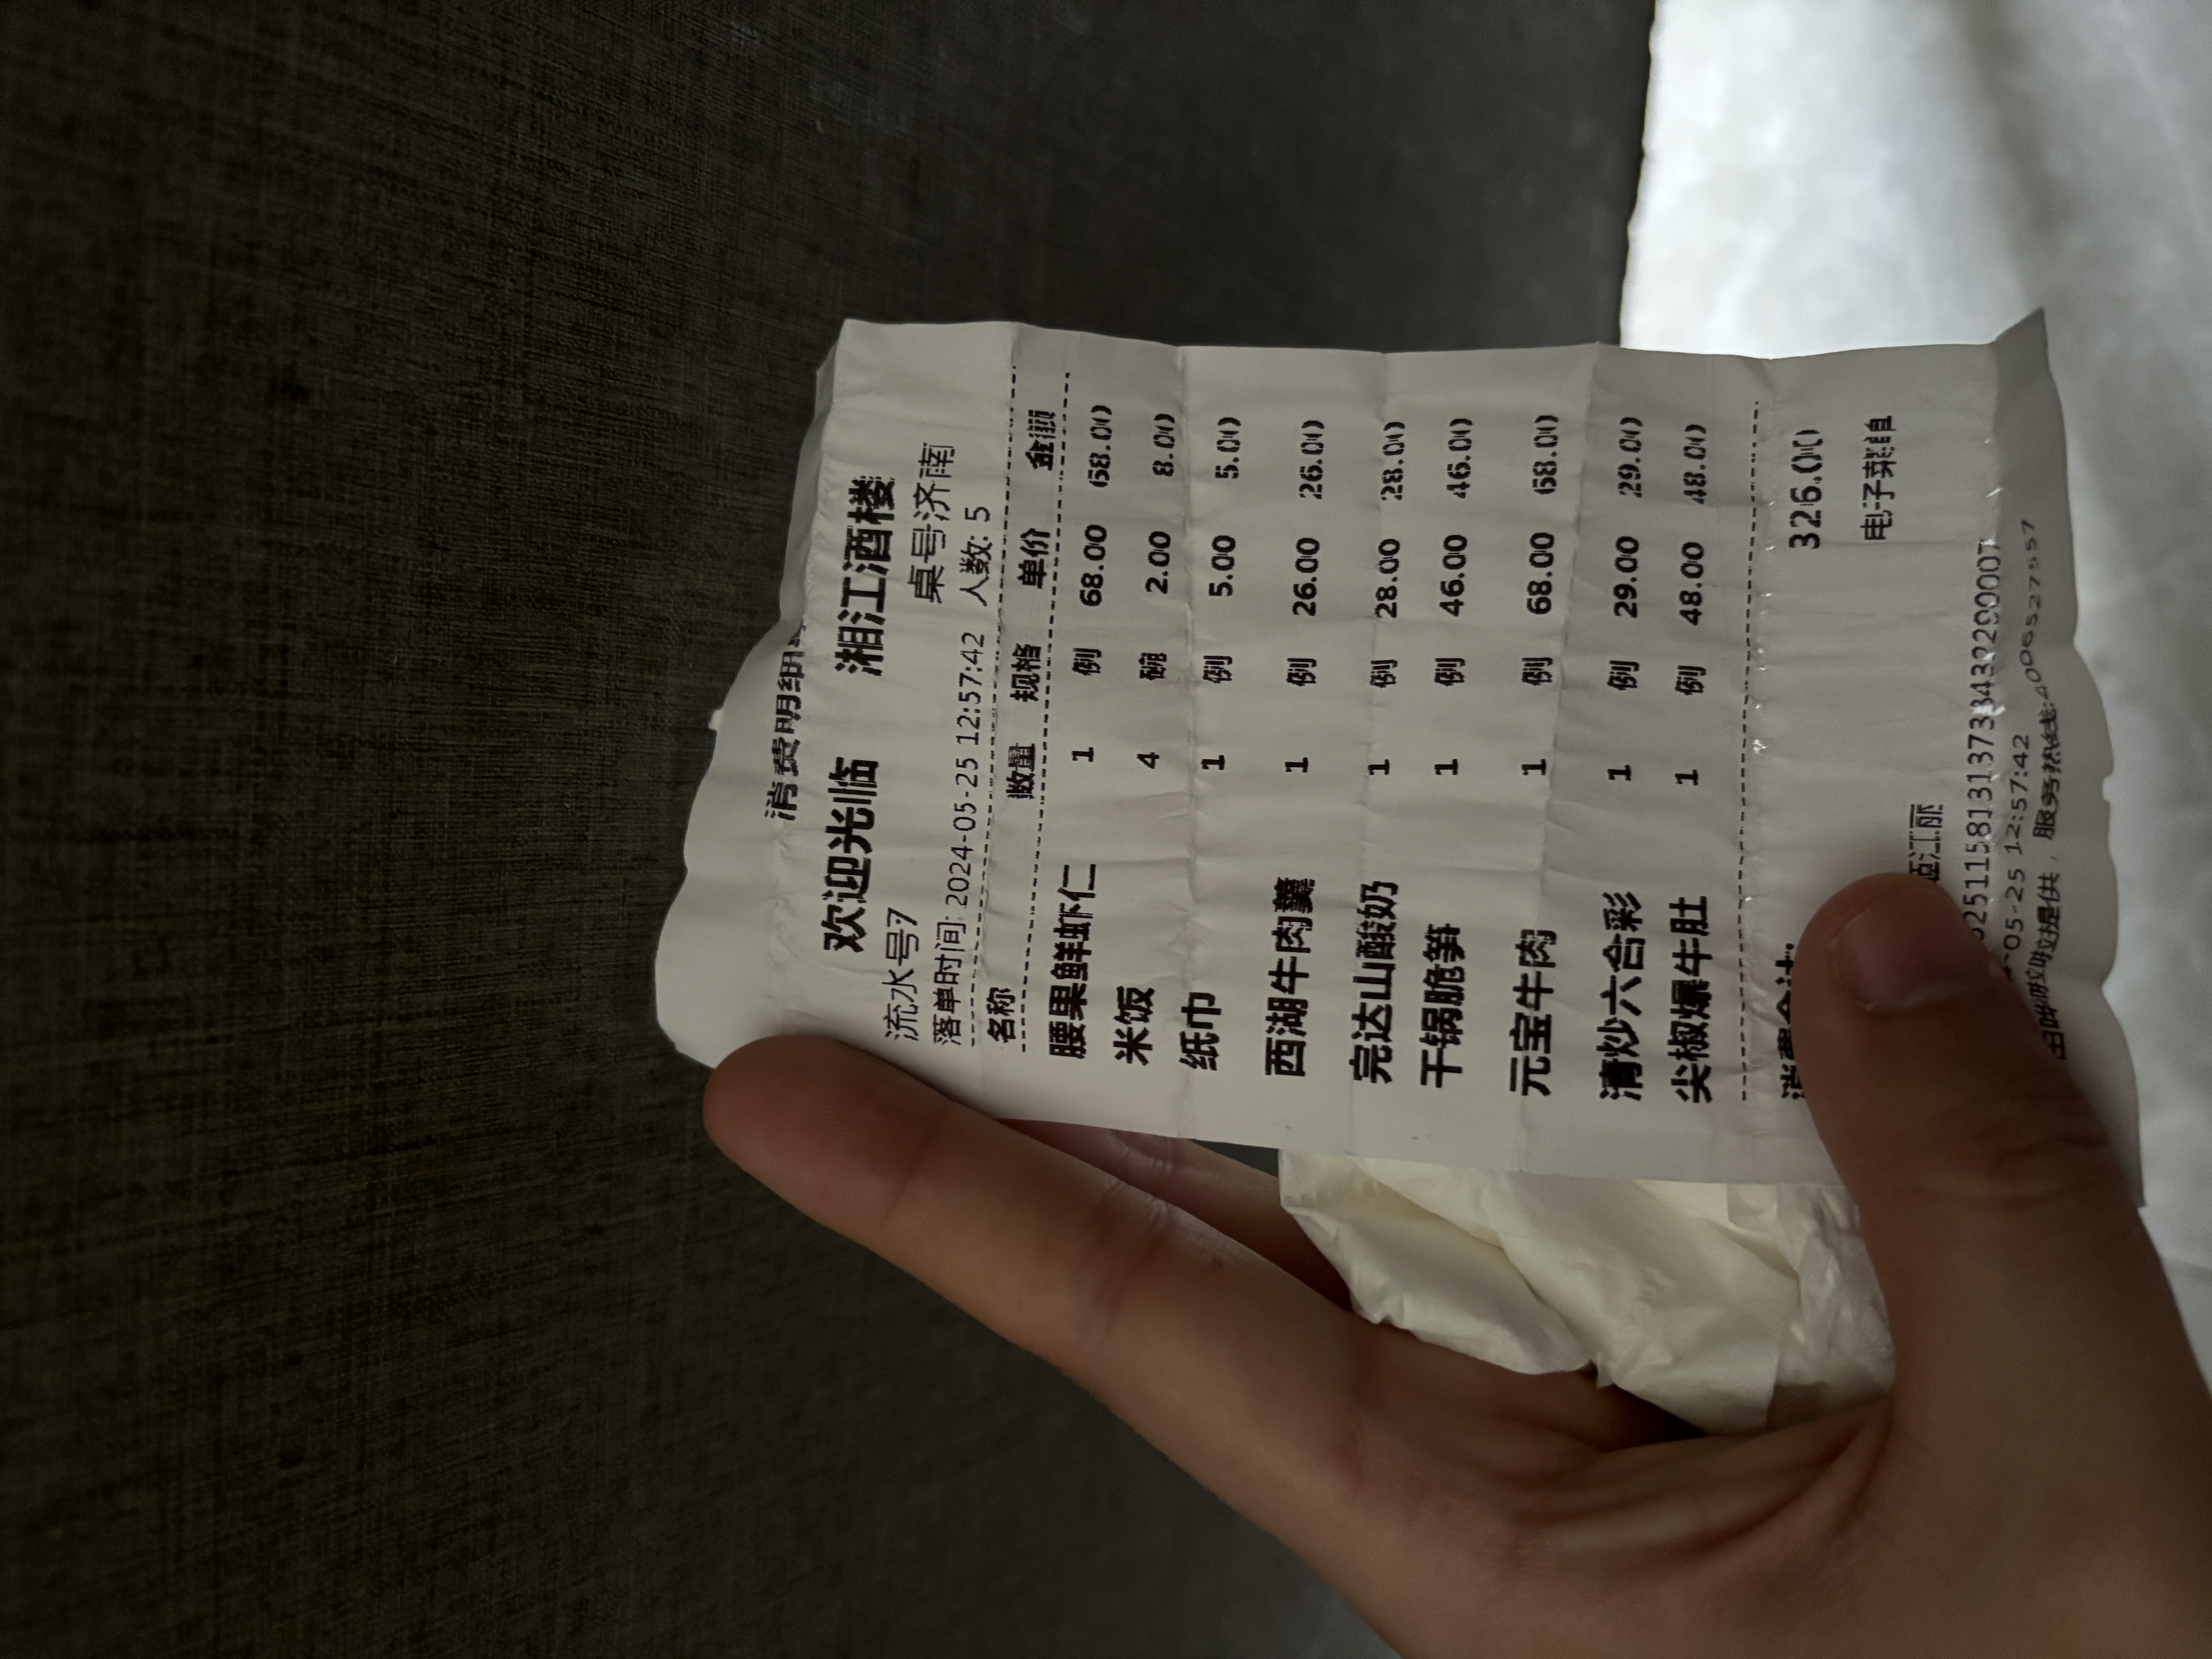 消费明细单
欢迎光临 湘江酒楼
流水号7 桌号济南
落单时间: 2024-05-25 12:57:42 人数: 5
名称 数量 规格 单价 金额
腰果鲜虾仁 1 例 68.00 68.00
米饭 4 碗 2.00 8.00
纸巾 1 例 5.00 5.00
西湖牛肉羹 1 例 26.00 26.00
完达山酸奶 1 例 28.00 28.00
干锅脆笋 1 例 46.00 46.00
元宝牛肉 1 例 68.00 68.00
清炒六合彩 1 例 29.00 29.00
尖椒爆牛肚 1 例 48.00 48.00
消费合计: 326.00
电子菜单
江丽
-05-25 12:57:42
由哗啦啦提供，服务热线:4006527557